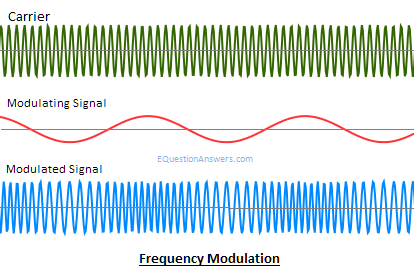 Carrier
Modulating Signal
EQuestionAnswers.com
Modulated Signal
Frequency Modulation